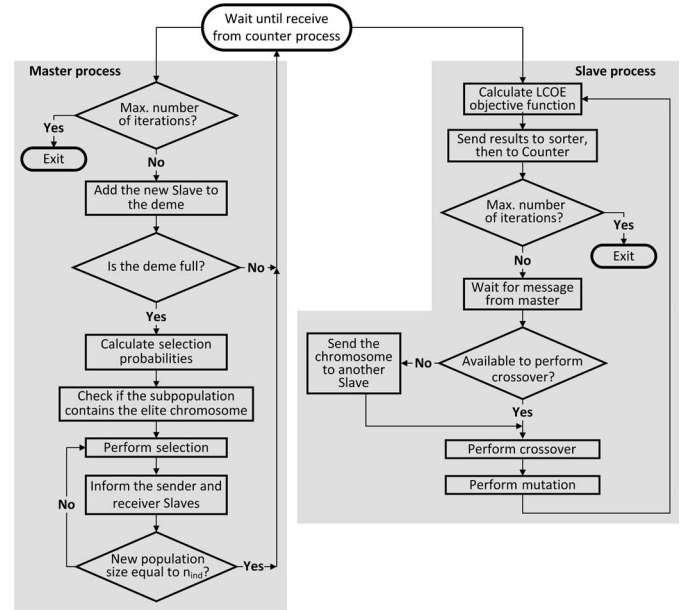 Wait until receive
from counter process
Master process
Max. number
of iterations?
Yes
Exit
No
Add the new Slave to
the deme
Is the deme full?
No
Yes
Calculate selection
probabilities
Check if the subpopulation
contains the elite chromosome
Perform selection
Inform the sender and
receiver Slaves
No
New population
size equal to nind?
Yes
Slave process
Calculate LCOE
objective function
Send results to sorter,
then to Counter
Max. number
of iterations?
Yes
Exit
No
Wait for message
from master
Available to perform
crossover?
No
Send the
chromosome
to another
Slave
Yes
Perform crossover
Perform mutation